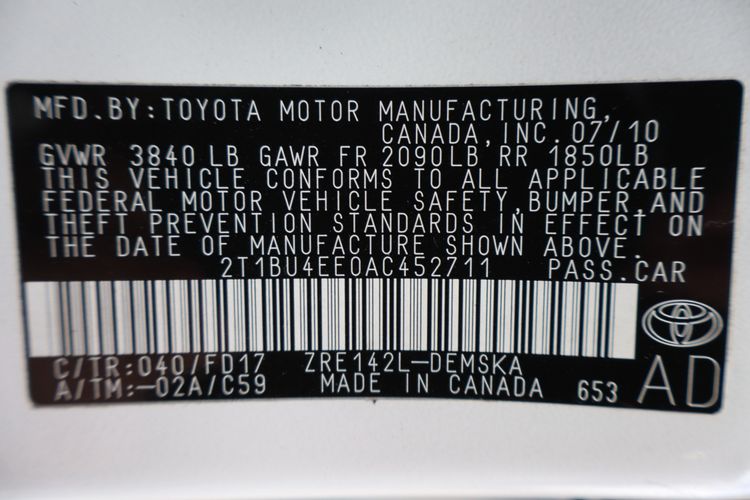 MFD.BY:TOYOTA MOTOR MANUFACTURING,
CANADA,INC.07/10
GVWR 3840LB GAWR FR 2090LB RR 1850LB
THIS VEHICLE CONFORMS TO ALL APPLICABLE
FEDERAL MOTOR VEHICLE SAFETY,BUMPER,AND
THEFT PREVENTION STANDARDS IN EFFECT ON
THE DATE OF MANUFACTURE SHOWN ABOVE.
2T1BU4EE0AC452711 PASS.CAR
C/TR:040/FD17 ZRE142L-DEMSKA
A/TM:-02A/C59 MADE IN CANADA 653 AD